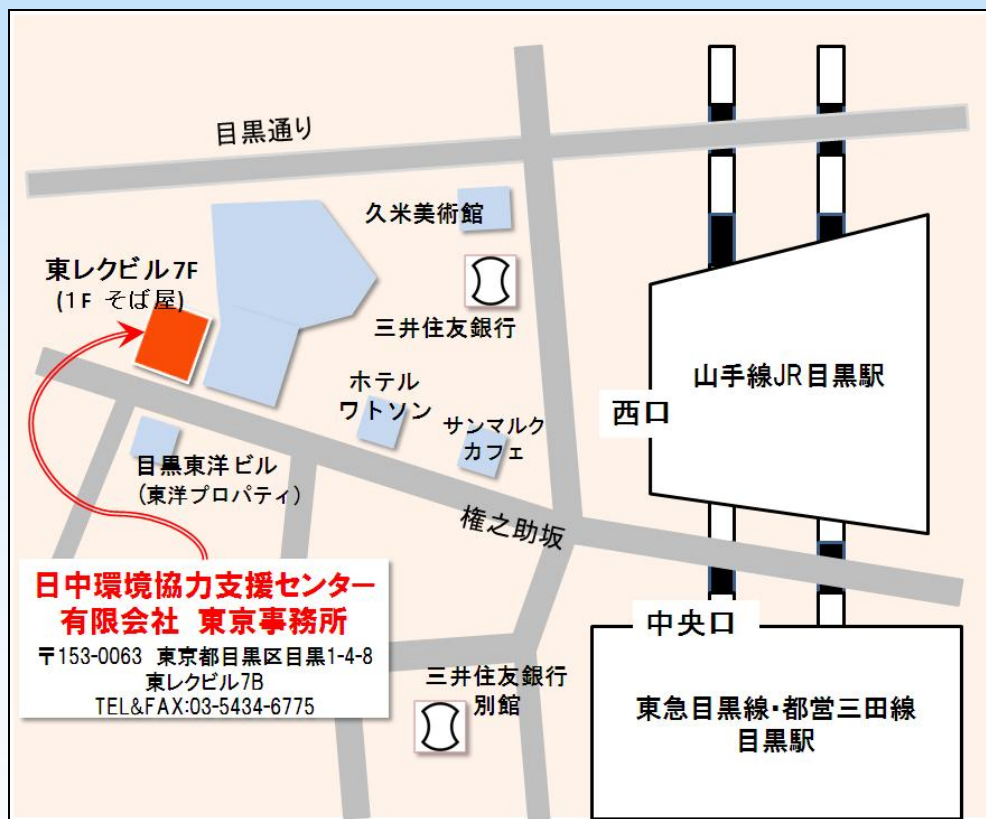 目黒通り
久米美術館
東レクビル7F
(1F そば屋)
三井住友銀行
山手線JR目黒駅
西口
ホテル
ワトソン
サンマルク
カフェ
目黒東洋ビル
(東洋プロパティ)
権之助坂
日中環境協力支援センター
有限会社 東京事務所
〒153-0063 東京都目黒区目黒1-4-8
東レクビル7B
TEL&FAX:03-5434-6775
中央口
三井住友銀行
別館
東急目黒線・都営三田線
目黒駅